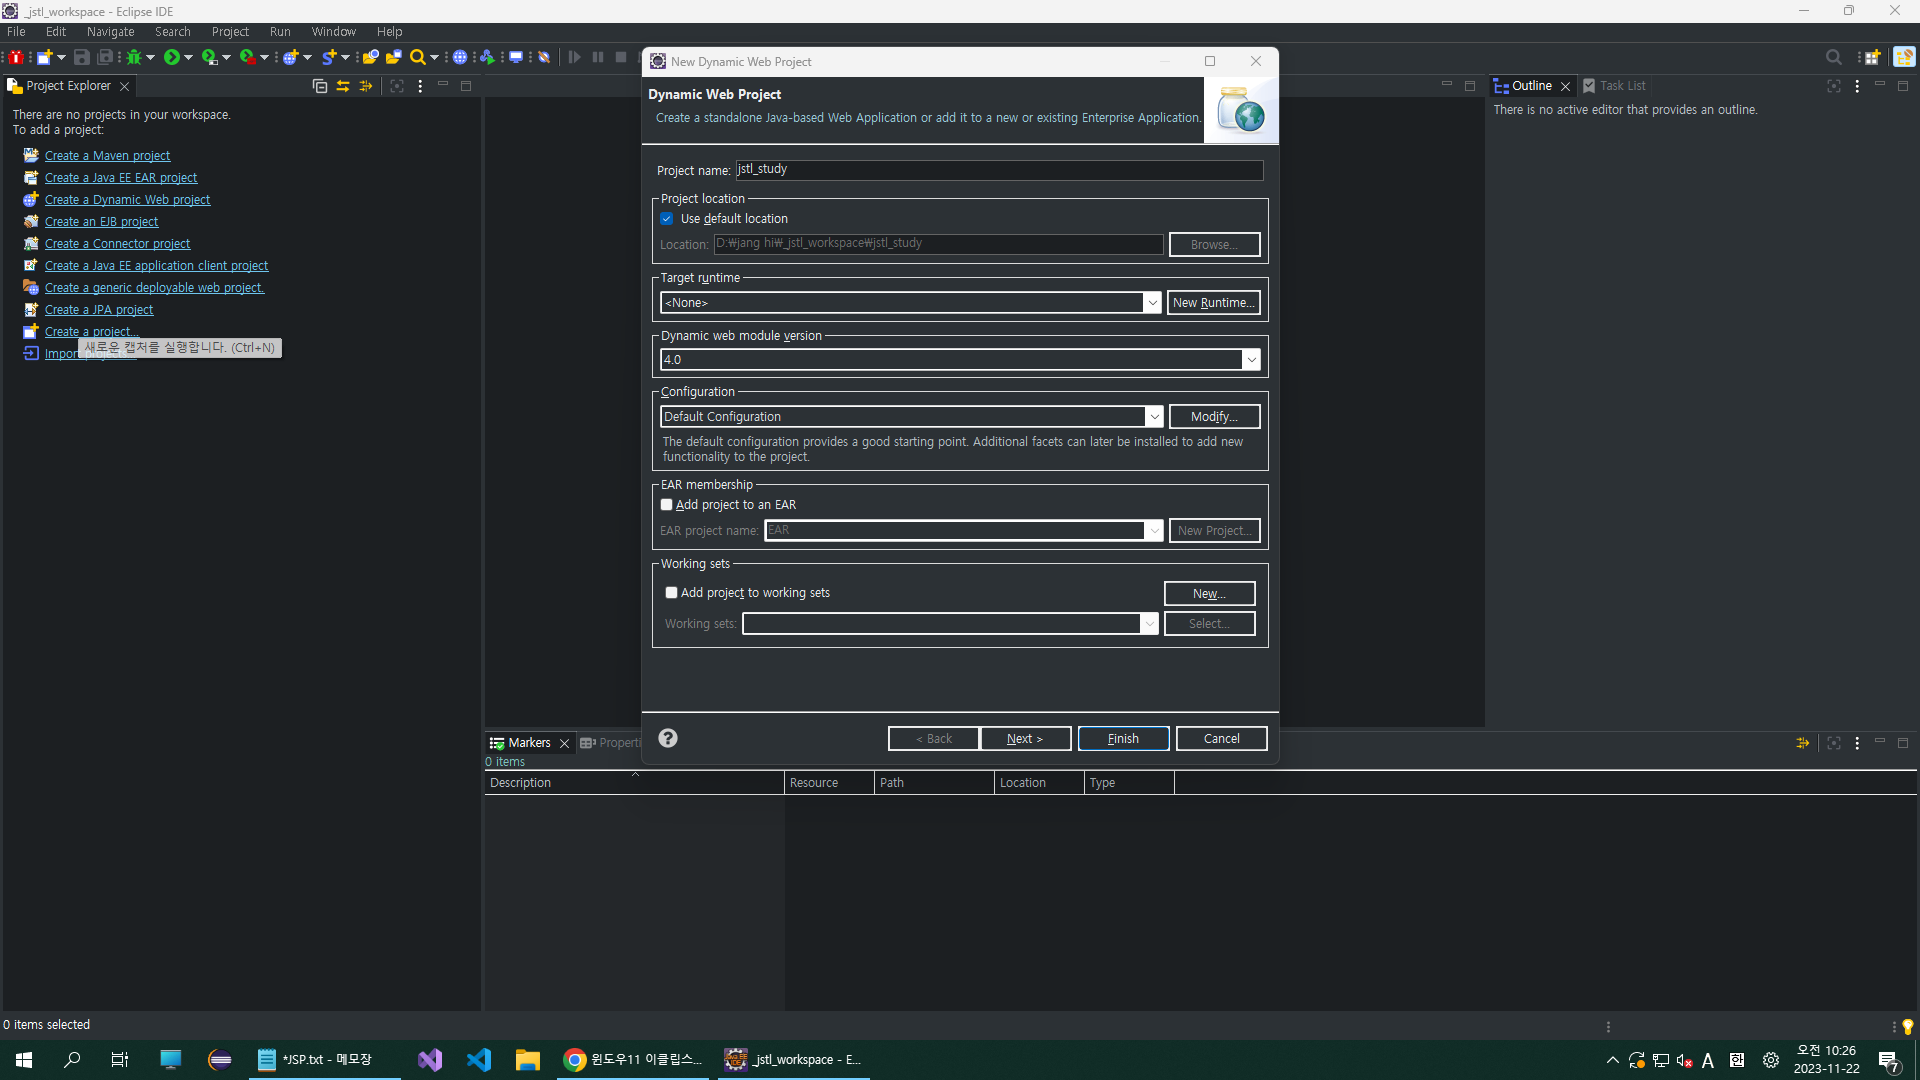 _jstl_workspace - Eclipse IDE
File Edit Navigate Search Project Run Window Help
Project Explorer
There are no projects in your workspace.
To add a project:
Create a Maven project
Create a Java EE EAR project
Create a Dynamic Web project
Create an EJB project
Create a Connector project
Create a Java EE application client project
Create a generic deployable web project.
Create a JPA project
Create a project...
새로운 캡처를 실행합니다. (Ctrl+N)
New Dynamic Web Project
Dynamic Web Project
Create a standalone Java-based Web Application or add it to a new or existing Enterprise Application.
Project name: jstl_study
Project location
Use default location
Location: D:₩jang hi₩_jstl_workspace₩jstl_study Browse...
Target runtime
<None> New Runtime...
Dynamic web module version
4.0
Configuration
Default Configuration Modify...
The default configuration provides a good starting point. Additional facets can later be installed to add new
functionality to the project.
EAR membership
Add project to an EAR
EAR project name: EAR New Project...
Working sets
Add project to working sets New...
Working sets: Select...
< Back Next > Finish Cancel
Outline Task List
There is no active editor that provides an outline.
Markers Properti
0 items
Description Resource Path Location Type
0 items selected
*JSP.txt - 메모장
윈도우11 이클립스...
_jstl_workspace - E...
A 한
오전 10:26
2023-11-22
7